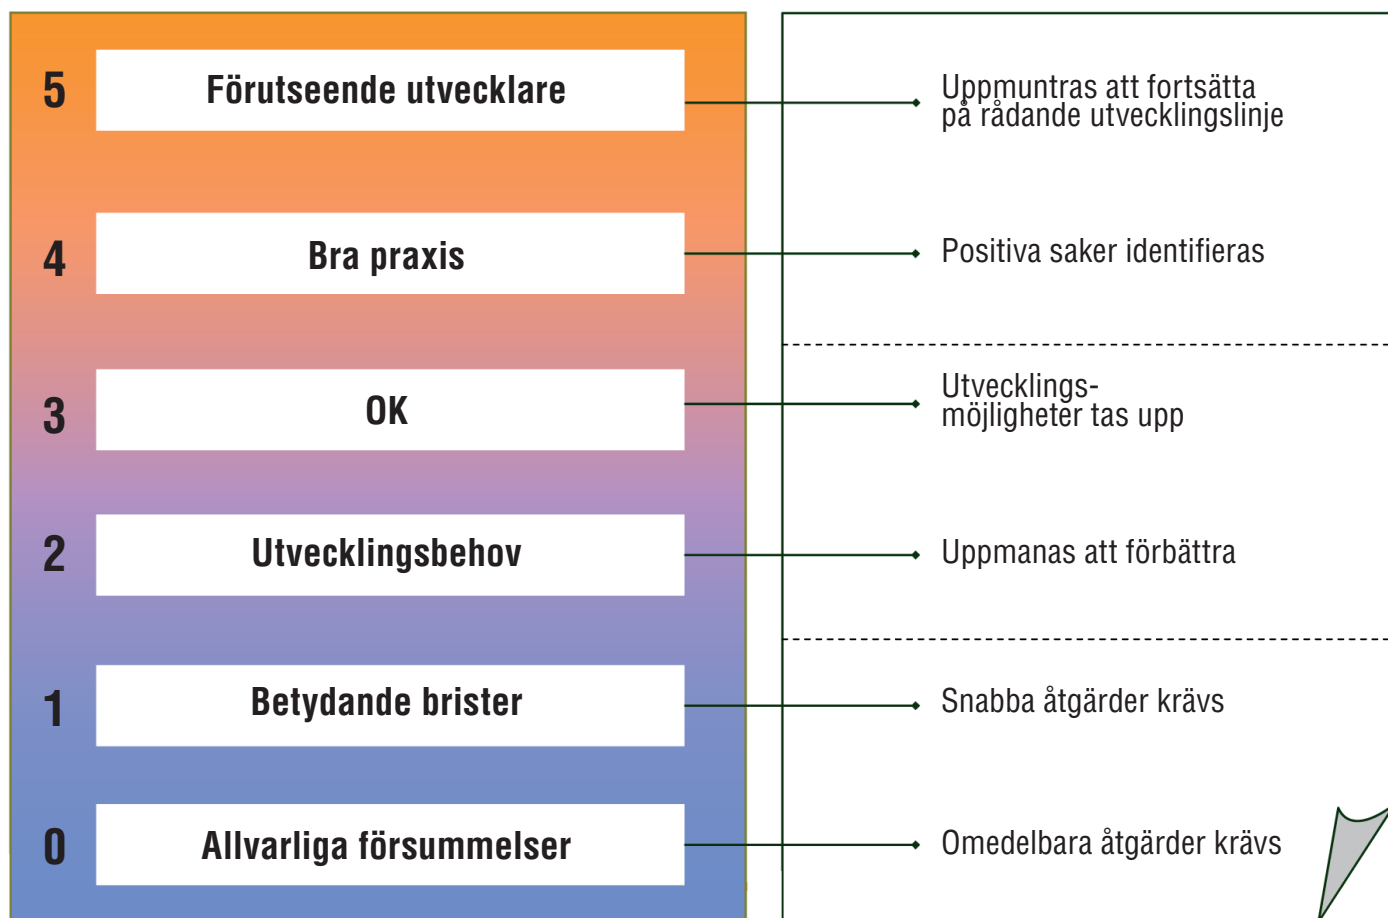 5
Förutseende utvecklare
Uppmuntras att fortsätta
på rådande utvecklingslinje
4
Bra praxis
Positiva saker identifieras
3
OK
Utvecklings-
möjligheter tas upp
2
Utvecklingsbehov
Uppmanas att förbättra
1
Betydande brister
Snabba åtgärder krävs
0
Allvarliga försummelser
Omedelbara åtgärder krävs